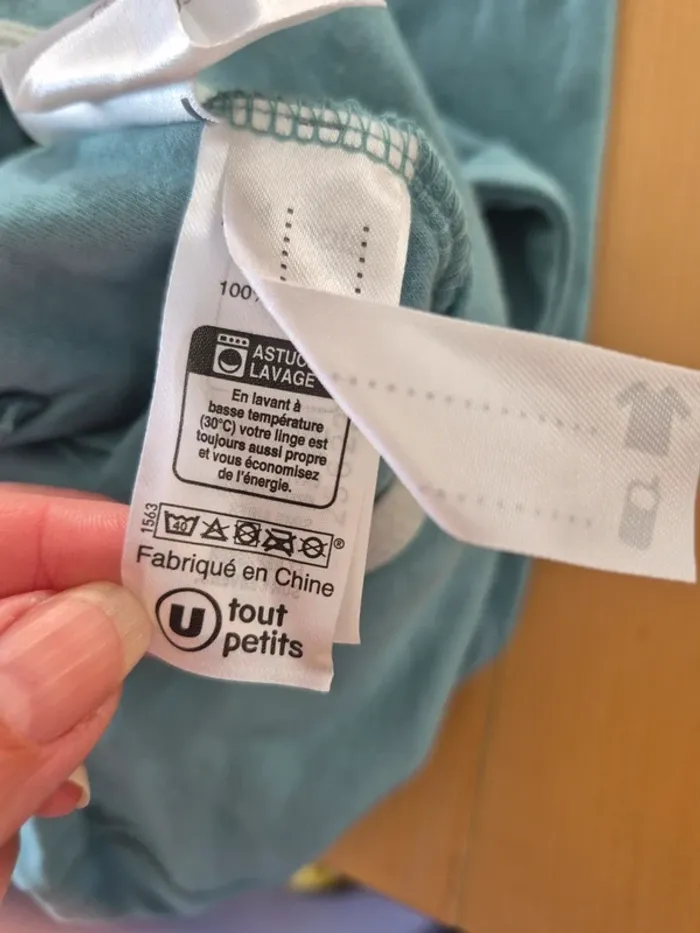 100%
ASTUC
LAVAGE
En lavant à
basse température
(30°C) votre linge est
toujours aussi propre
et vous économisez
de l'énergie.
1563
40
®
Fabriqué en Chine
U tout
petits